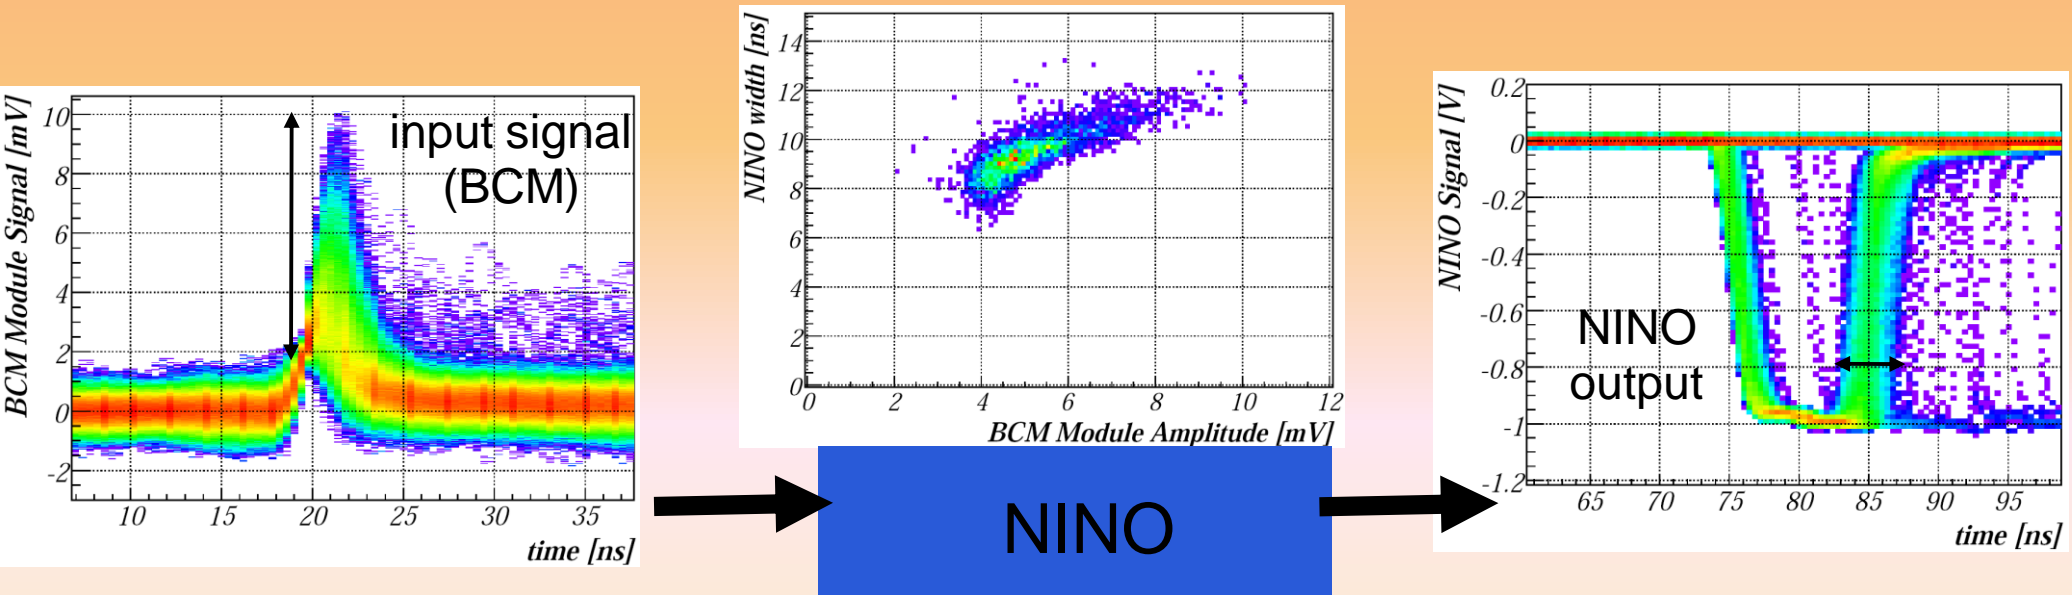 BCM Module Signal [mV]
10
8
6
4
2
0
-2
10 15 20 25 30 35
time [ns]
input signal
(BCM)
NINO width [ns]
14
12
10
8
6
4
2
0
0 2 4 6 8 10 12
BCM Module Amplitude [mV]
NINO
NINO Signal [V]
0.2
0
-0.2
-0.4
-0.6
-0.8
-1
-1.2
65 70 75 80 85 90 95
time [ns]
NINO
output